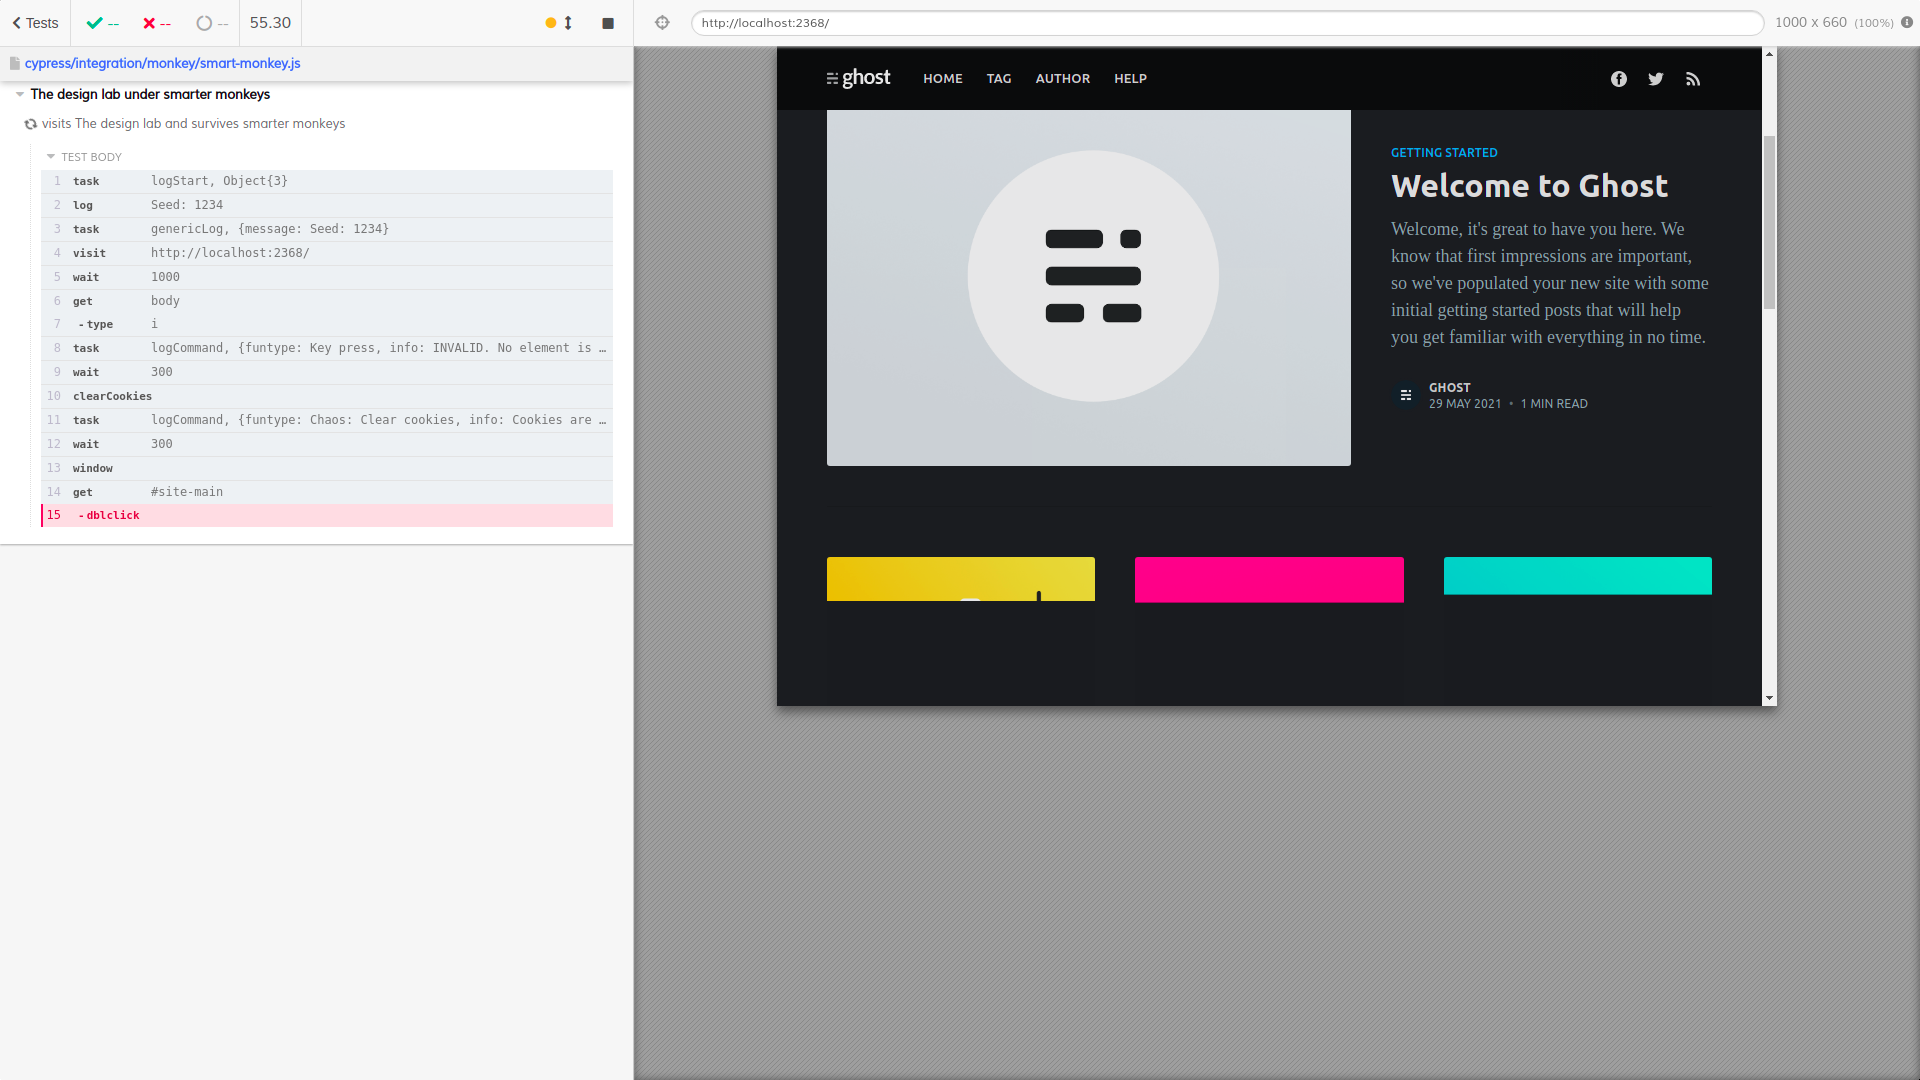 Tests
--
--
--
55.30
http://localhost:2368/
1000 x 660 (100%)
cypress/integration/monkey/smart-monkey.js
The design lab under smarter monkeys
visits The design lab and survives smarter monkeys
TEST BODY
1 task logStart, Object{3}
2 log Seed: 1234
3 task genericLog, {message: Seed: 1234}
4 visit http://localhost:2368/
5 wait 1000
6 get body
7 - type i
8 task logCommand, {funtype: Key press, info: INVALID. No element is …
9 wait 300
10 clearCookies
11 task logCommand, {funtype: Chaos: Clear cookies, info: Cookies are …
12 wait 300
13 window
14 get #site-main
15 - dblclick
ghost HOME TAG AUTHOR HELP
GETTING STARTED
Welcome to Ghost
Welcome, it's great to have you here. We
know that first impressions are important,
so we've populated your new site with some
initial getting started posts that will help
you get familiar with everything in no time.
GHOST
29 MAY 2021 • 1 MIN READ